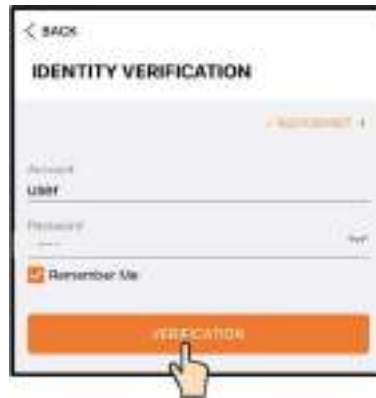 < BACK
IDENTITY VERIFICATION
Account
user
Password
Remember Me
VERIFICATION